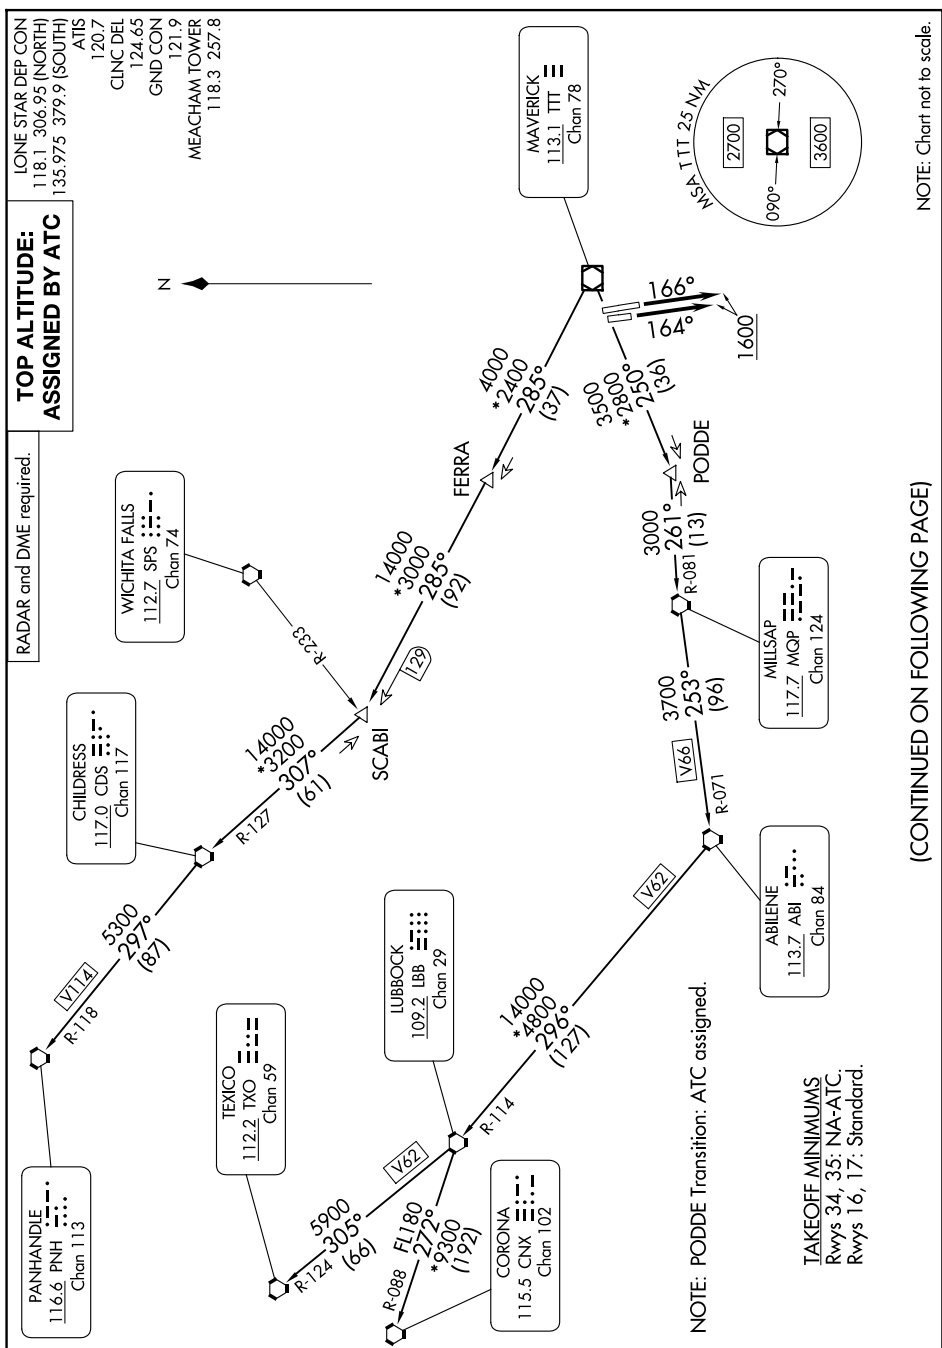 LONE STAR DEP CON
118.1 306.95 (NORTH)
135.975 379.9 (SOUTH)
ATIS
120.7
CLNC DEL
124.65
GND CON
121.9
MEACHAM TOWER
118.3 257.8
TOP ALTITUDE:
ASSIGNED BY ATC
RADAR and DME required.
N
MAVERICK
113.1 TTT
Chan 78
MSA TTT 25 NM
2700
3600
090°
270°
NOTE: Chart not to scale.
166°
164°
1600
4000
*2400
285°
(37)
FERRA
14000
*3000
285°
(92)
129
SCABI
WICHITA FALLS
112.7 SPS
Chan 74
R-233
14000
*3200
307°
(61)
R-127
CHILDRESS
117.0 CDS
Chan 117
5300
297°
(87)
V114
R-118
PANHANDLE
116.6 PNH
Chan 113
3500
*2800
250°
(36)
PODDE
3000
261°
(13)
R-081
MILLSAP
117.7 MQP
Chan 124
3700
253°
(96)
V66
R-071
ABILENE
113.7 ABI
Chan 84
V62
14000
*4800
296°
(127)
R-114
LUBBOCK
109.2 LBB
Chan 29
V62
5900
305°
(66)
R-124
TEXICO
112.2 TXO
Chan 59
FL180
272°
*9300
(192)
R-088
CORONA
115.5 CNX
Chan 102
NOTE: PODDE Transition: ATC assigned.
TAKEOFF MINIMUMS
Rwys 34, 35: NA-ATC.
Rwys 16, 17: Standard.
(CONTINUED ON FOLLOWING PAGE)